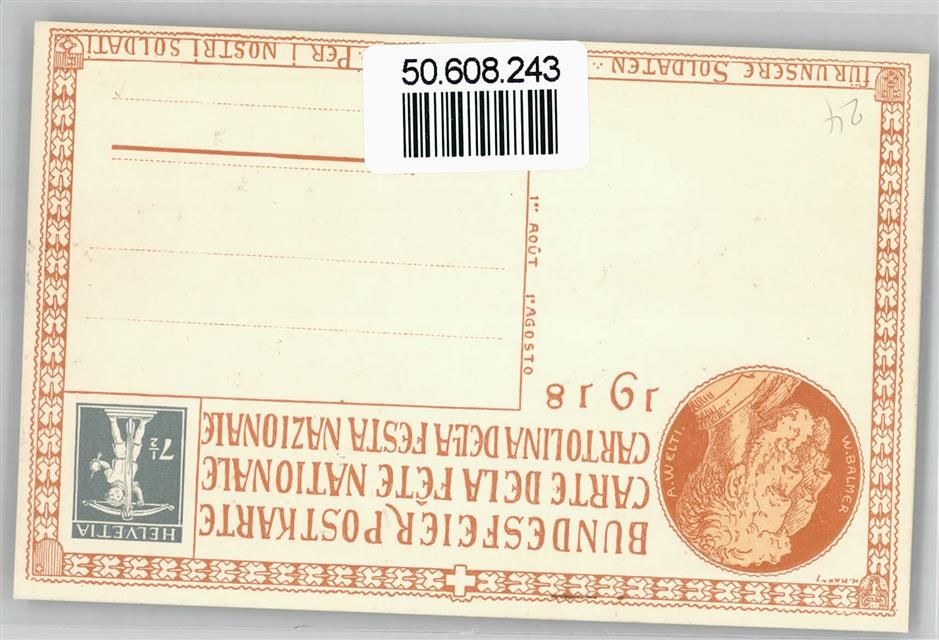 50.608.243
BUNDESFEIER POSTKARTE
CARTE DE LA FÊTE NATIONALE
CARTOLINA DELLA FESTA NAZIONALE
1918
HELVETIA
7½
A. WELTI.
W. BALMER
1ER AOÛT 1º AGOSTO
FÜR UNSERE SOLDATEN
PER I NOSTRI SOLDATI
24